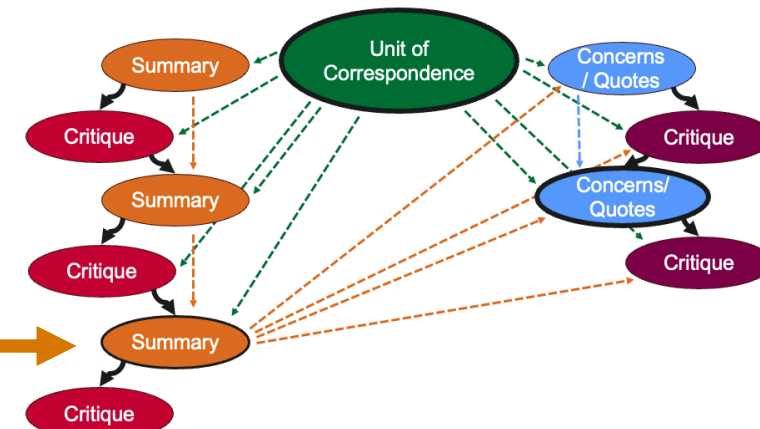 Unit of
Correspondence
Summary
Concerns
/ Quotes
Critique
Critique
Summary
Concerns/
Quotes
Critique
Critique
Summary
Critique